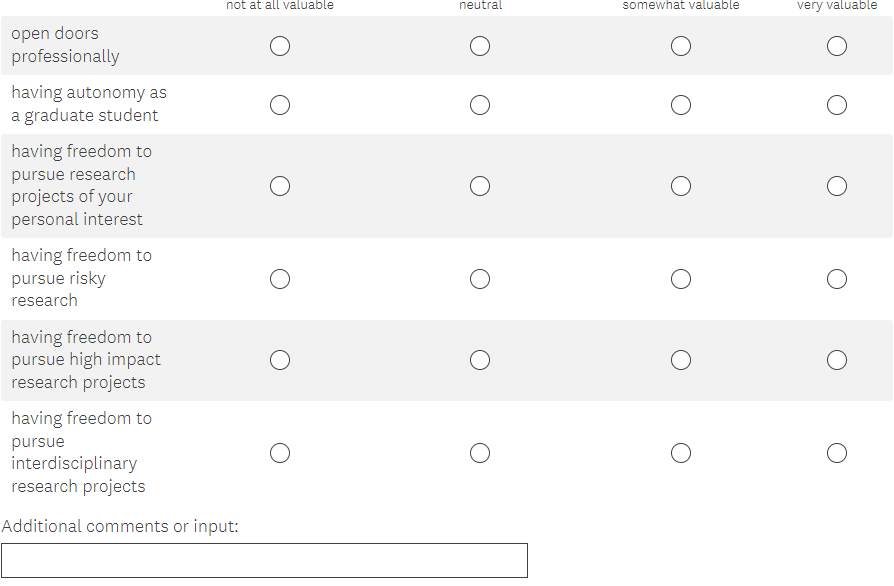 not at all valuable neutral somewhat valuable very valuable
open doors
professionally
having autonomy as
a graduate student
having freedom to
pursue research
projects of your
personal interest
having freedom to
pursue risky
research
having freedom to
pursue high impact
research projects
having freedom to
pursue
interdisciplinary
research projects
Additional comments or input: